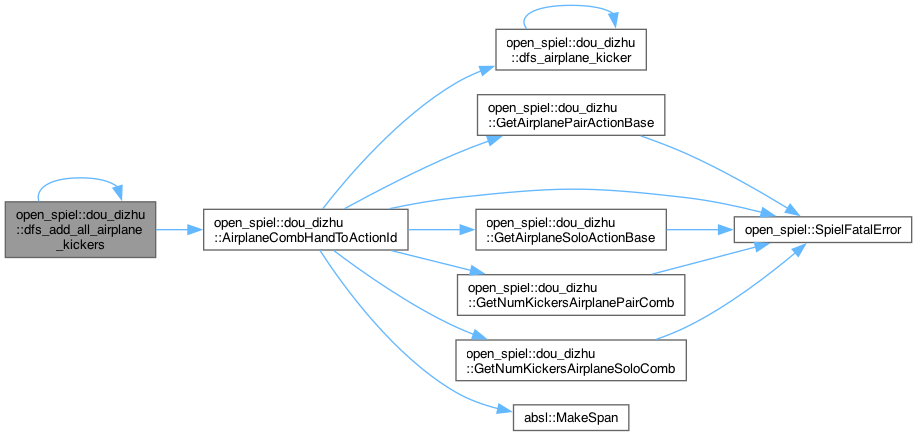 open_spiel::dou_dizhu
::dfs_airplane_kicker
open_spiel::dou_dizhu
::GetAirplanePairActionBase
open_spiel::dou_dizhu
::dfs_add_all_airplane
_kickers
open_spiel::dou_dizhu
::AirplaneCombHandToActionId
open_spiel::dou_dizhu
::GetAirplaneSoloActionBase
open_spiel::SpielFatalError
open_spiel::dou_dizhu
::GetNumKickersAirplanePairComb
open_spiel::dou_dizhu
::GetNumKickersAirplaneSoloComb
absl::MakeSpan